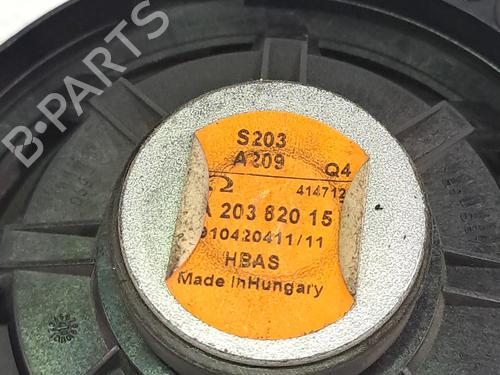 B-PARTS
S203
A209 Q4
Ω 414712
A 203 820 15
910420411/11
HBAS
Made inHungary